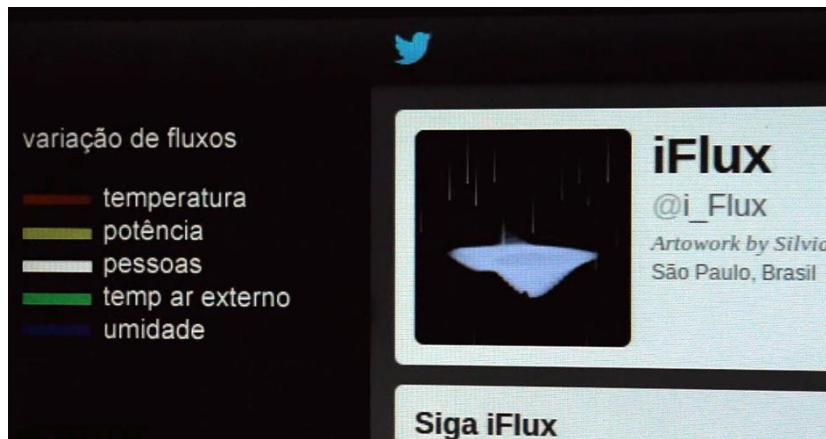 variação de fluxos
temperatura
potência
pessoas
temp ar externo
umidade
iFlux
@i_Flux
Artowork by Silvia
São Paulo, Brasil
Siga iFlux